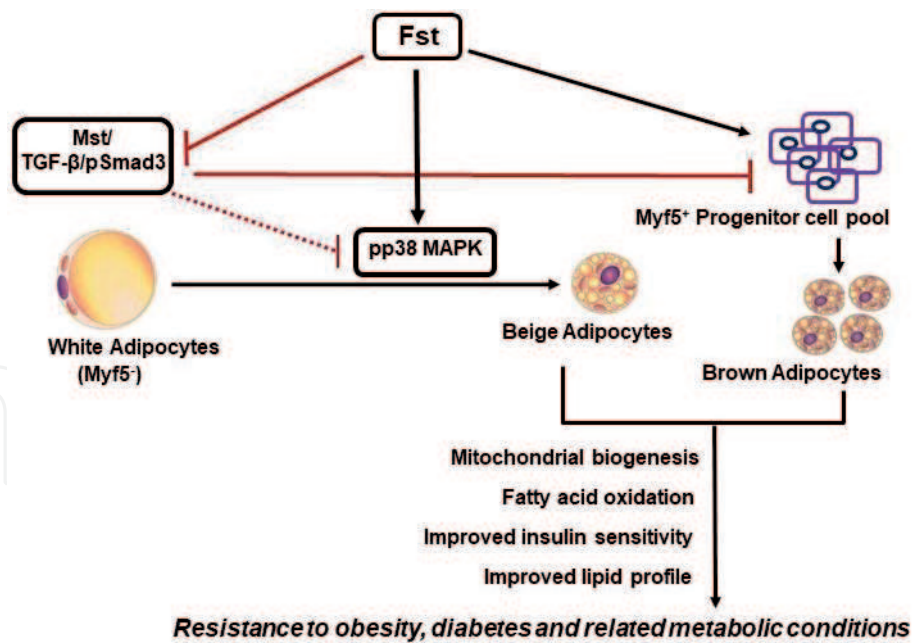 Fst
Mst/
TGF-β/pSmad3
pp38 MAPK
Myf5⁺ Progenitor cell pool
White Adipocytes
(Myf5⁻)
Beige Adipocytes
Brown Adipocytes
Mitochondrial biogenesis
Fatty acid oxidation
Improved insulin sensitivity
Improved lipid profile
Resistance to obesity, diabetes and related metabolic conditions